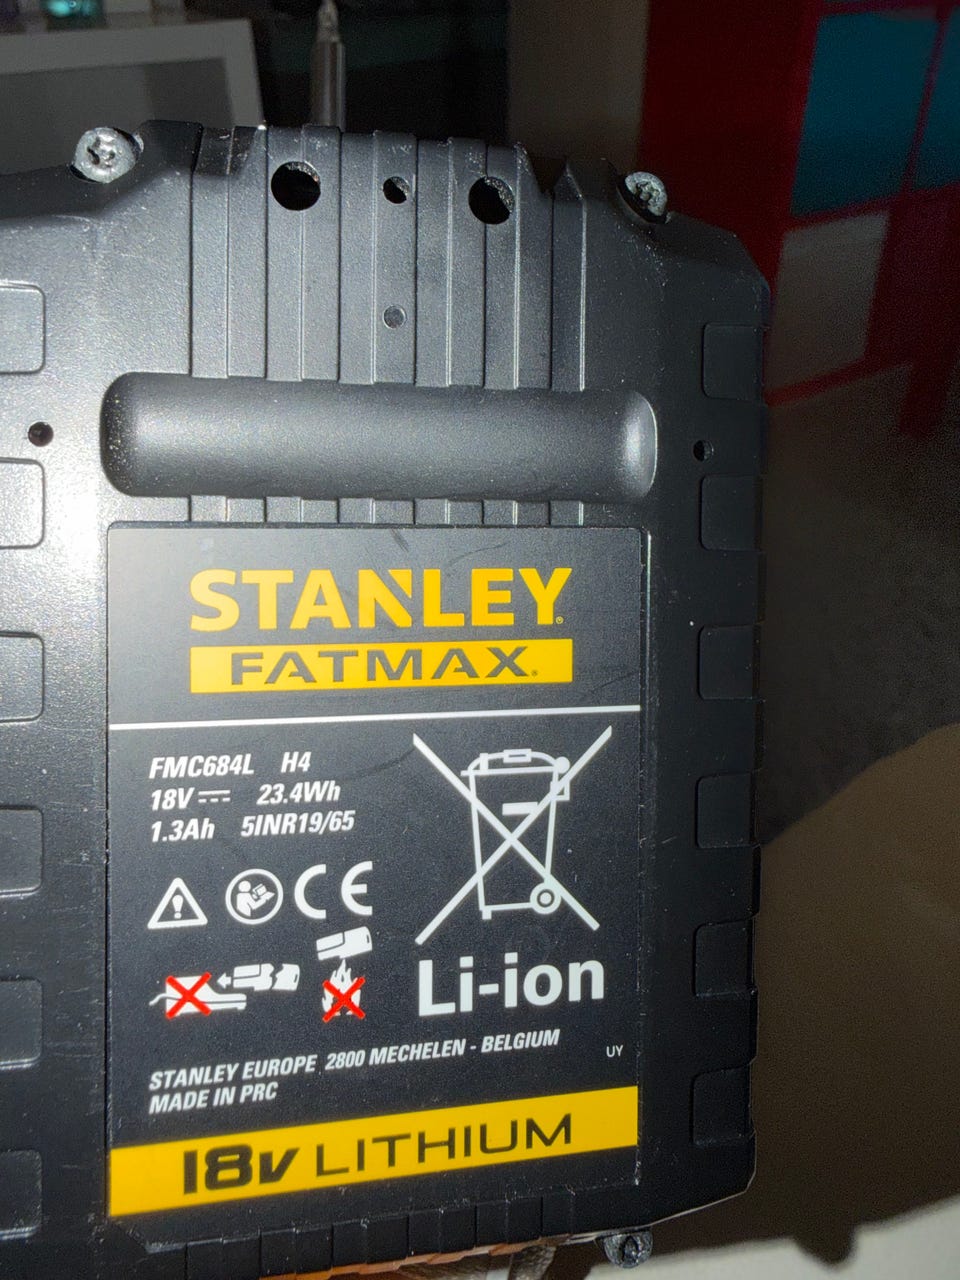 STANLEY®
FATMAX®
FMC684L H4
18V 23.4Wh
1.3Ah 5INR19/65
CE
Li-ion
STANLEY EUROPE 2800 MECHELEN - BELGIUM
UY
MADE IN PRC
18V LITHIUM